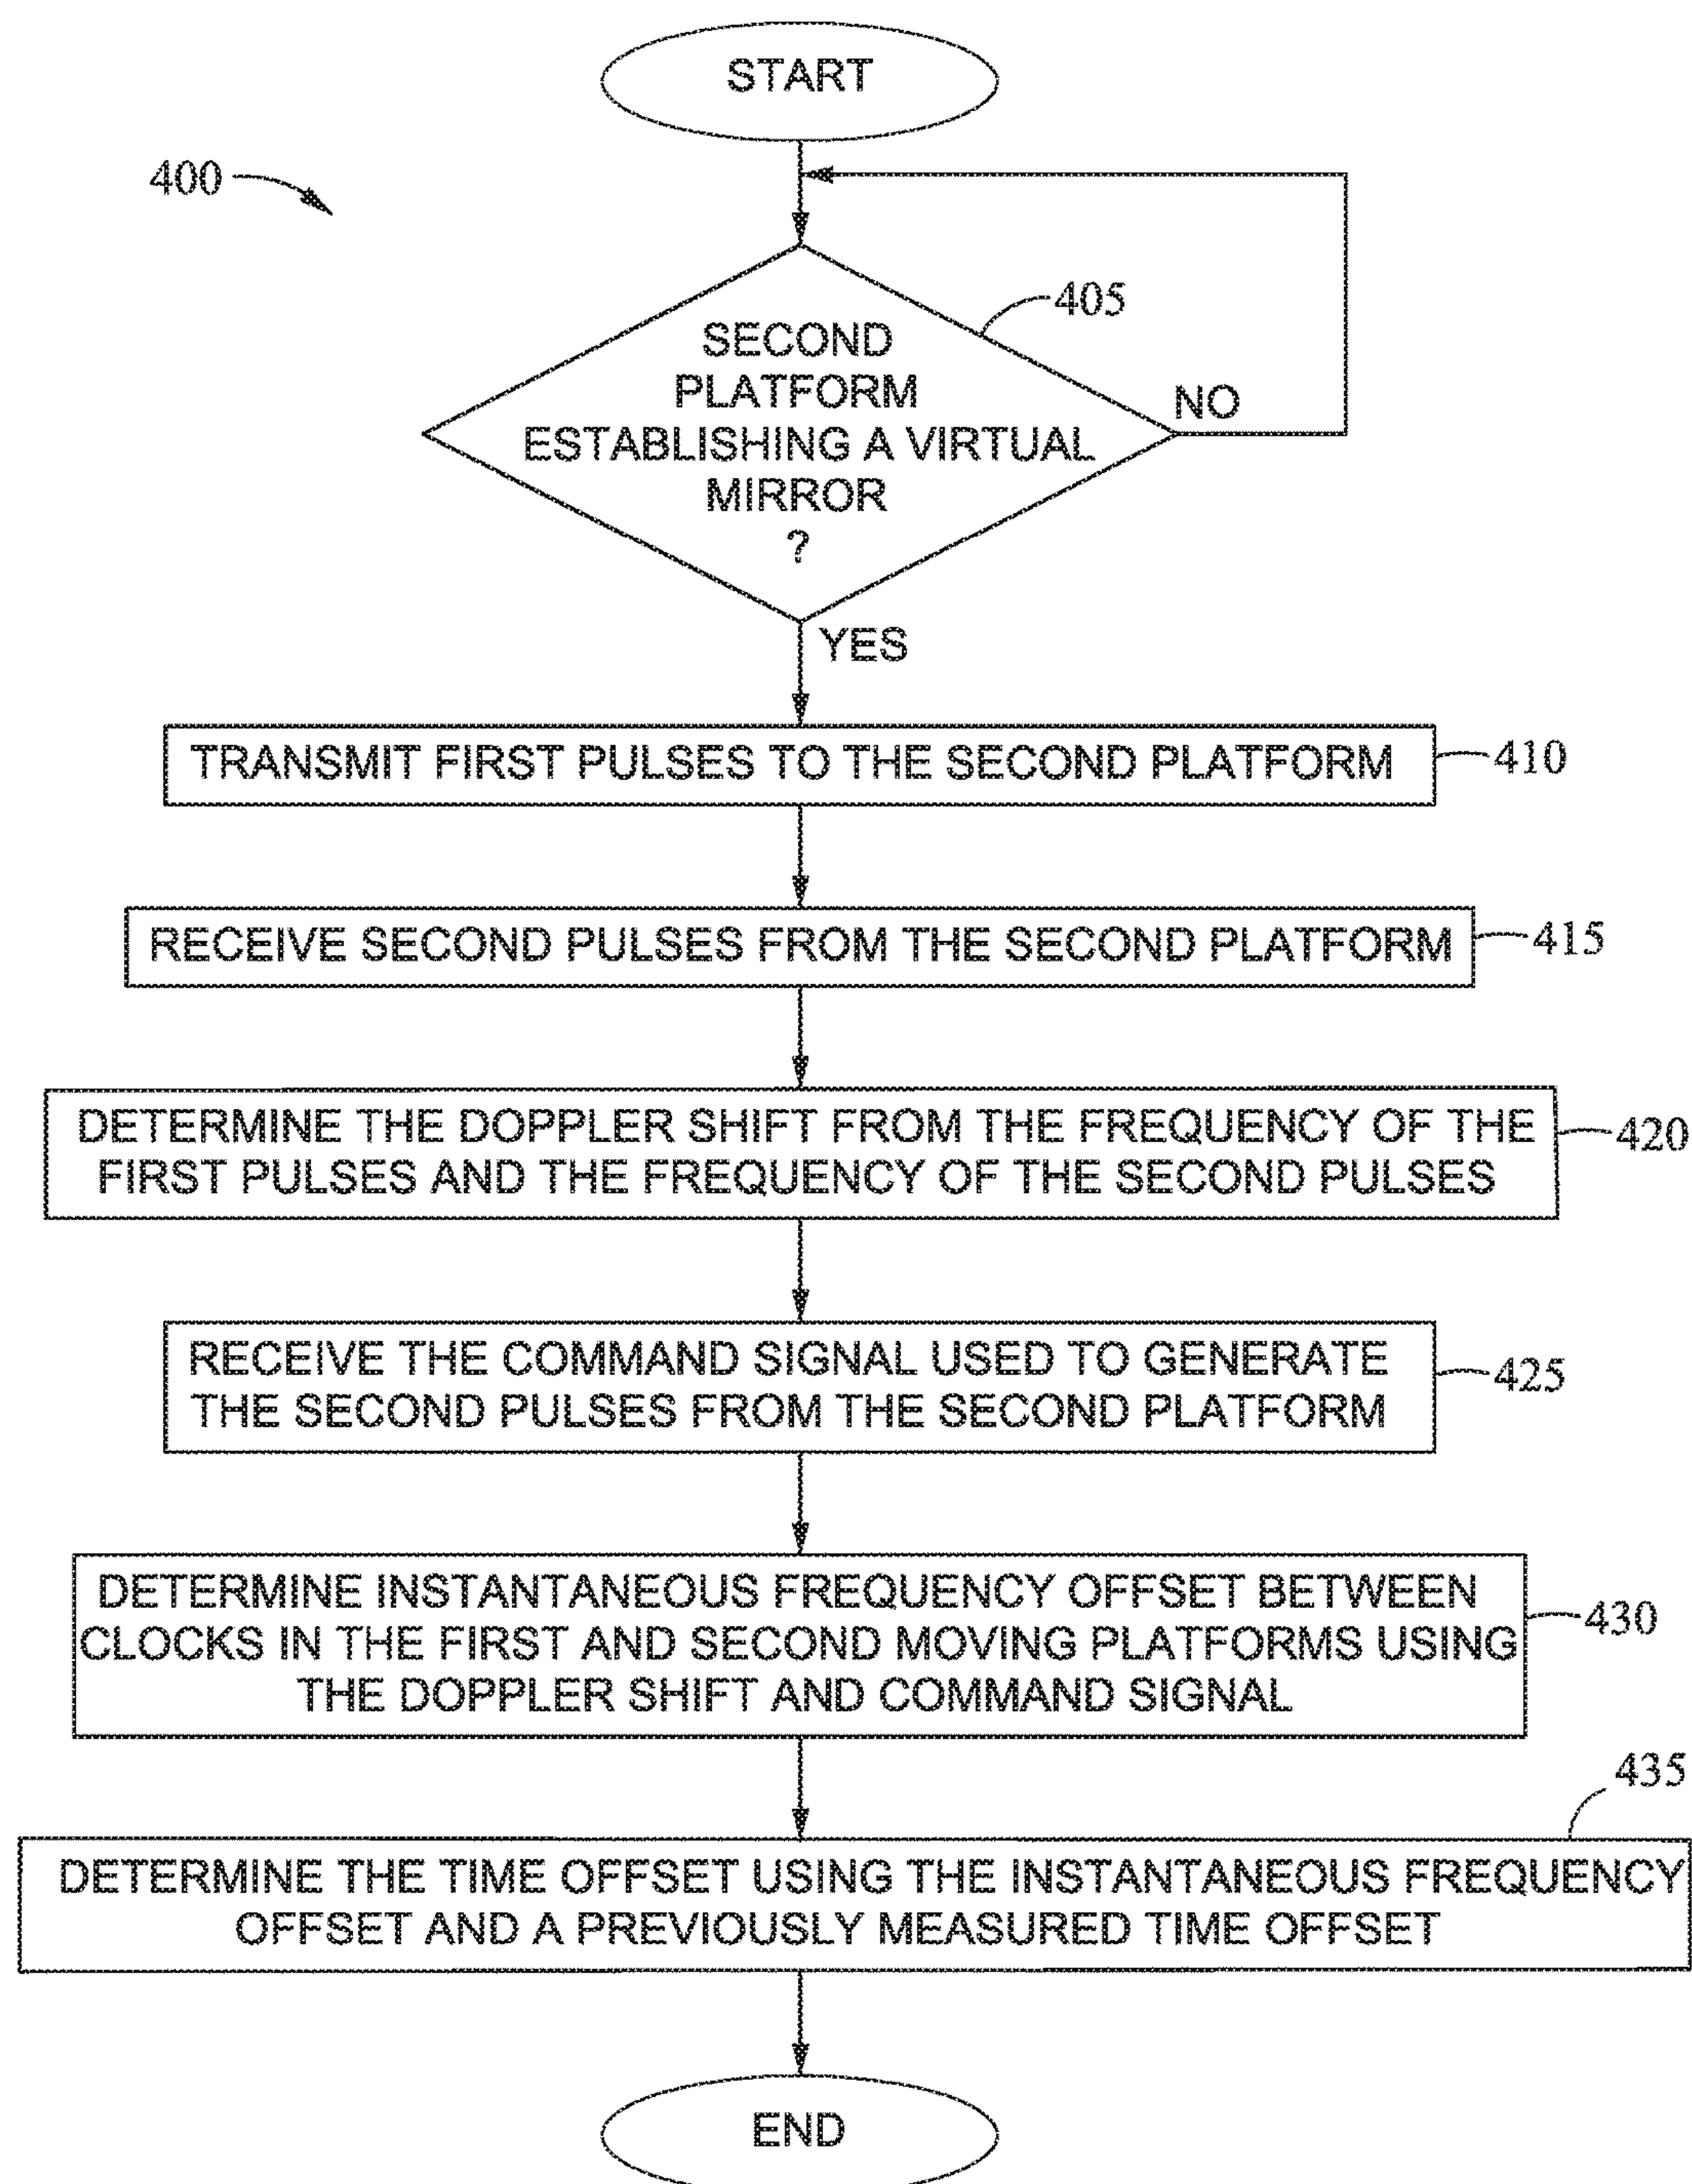 START
400
405
SECOND
PLATFORM
ESTABLISHING A VIRTUAL
MIRROR
?
NO
YES
TRANSMIT FIRST PULSES TO THE SECOND PLATFORM
410
RECEIVE SECOND PULSES FROM THE SECOND PLATFORM
415
DETERMINE THE DOPPLER SHIFT FROM THE FREQUENCY OF THE
FIRST PULSES AND THE FREQUENCY OF THE SECOND PULSES
420
RECEIVE THE COMMAND SIGNAL USED TO GENERATE
THE SECOND PULSES FROM THE SECOND PLATFORM
425
DETERMINE INSTANTANEOUS FREQUENCY OFFSET BETWEEN
CLOCKS IN THE FIRST AND SECOND MOVING PLATFORMS USING
THE DOPPLER SHIFT AND COMMAND SIGNAL
430
435
DETERMINE THE TIME OFFSET USING THE INSTANTANEOUS FREQUENCY
OFFSET AND A PREVIOUSLY MEASURED TIME OFFSET
END